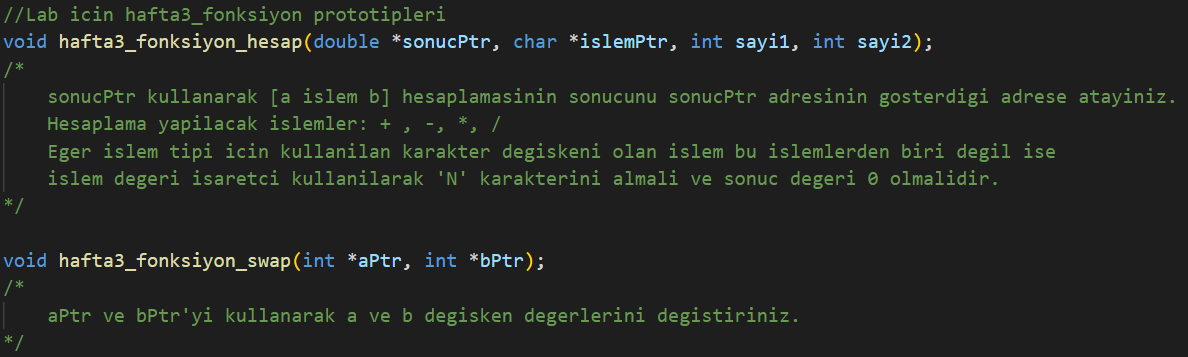 //Lab icin hafta3_fonksiyon prototipleri
void hafta3_fonksiyon_hesap(double *sonucPtr, char *islemPtr, int sayi1, int sayi2);
/*
    sonucPtr kullanarak [a islem b] hesaplamasinin sonucunu sonucPtr adresinin gosterdigi adrese atayiniz.
    Hesaplama yapilacak islemler: + , -, *, /
    Eger islem tipi icin kullanilan karakter degiskeni olan islem bu islemlerden biri degil ise
    islem degeri isaretci kullanilarak 'N' karakterini almali ve sonuc degeri 0 olmalidir.
*/

void hafta3_fonksiyon_swap(int *aPtr, int *bPtr);
/*
    aPtr ve bPtr'yi kullanarak a ve b degisken degerlerini degistiriniz.
*/